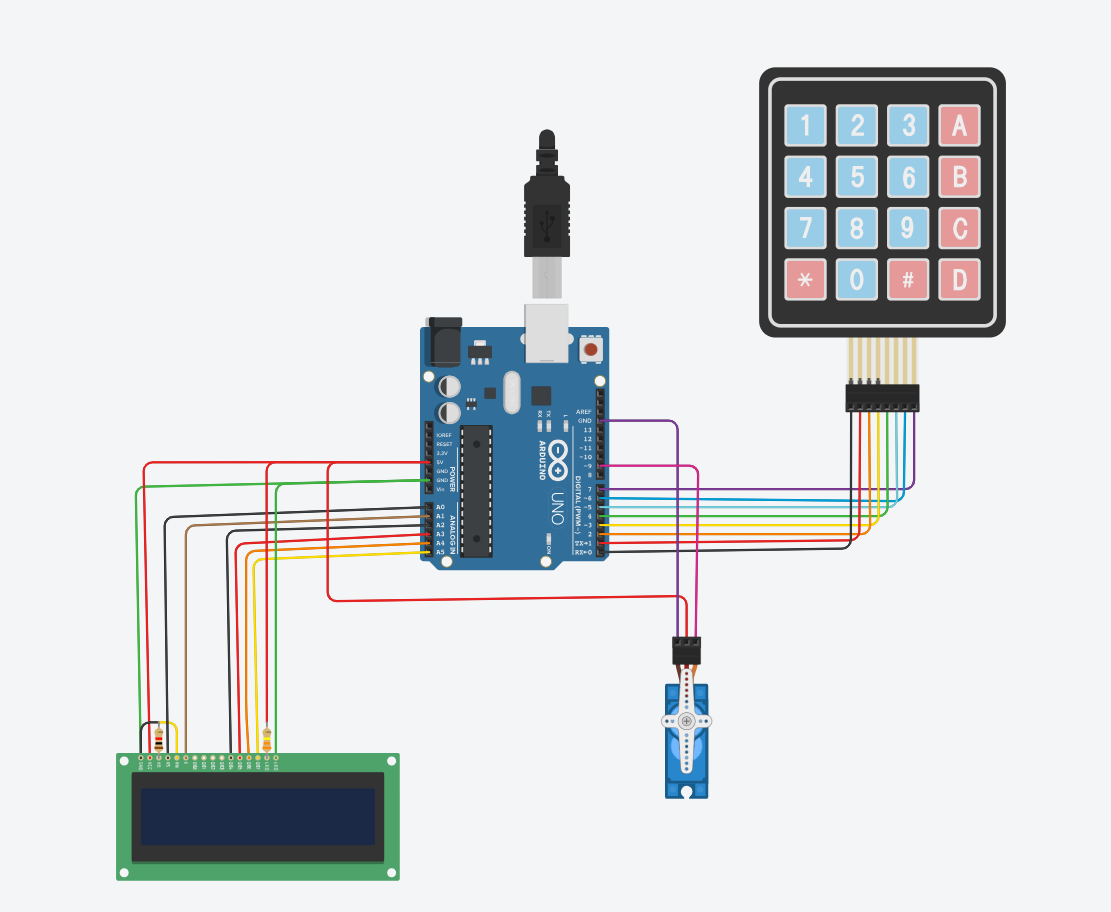 1 2 3 A
4 5 6 B
7 8 9 C
* 0 # D
RX TX L
AREF
GND
13
12
~11
~10
~9
8
7
~6
~5
4
~3
2
TX→1
RX←0
DIGITAL (PWM~)
ARDUINO
UNO
ON
RESET
3.3V
5V
GND
GND
Vin
POWER
A0
A1
A2
A3
A4
A5
ANALOG IN